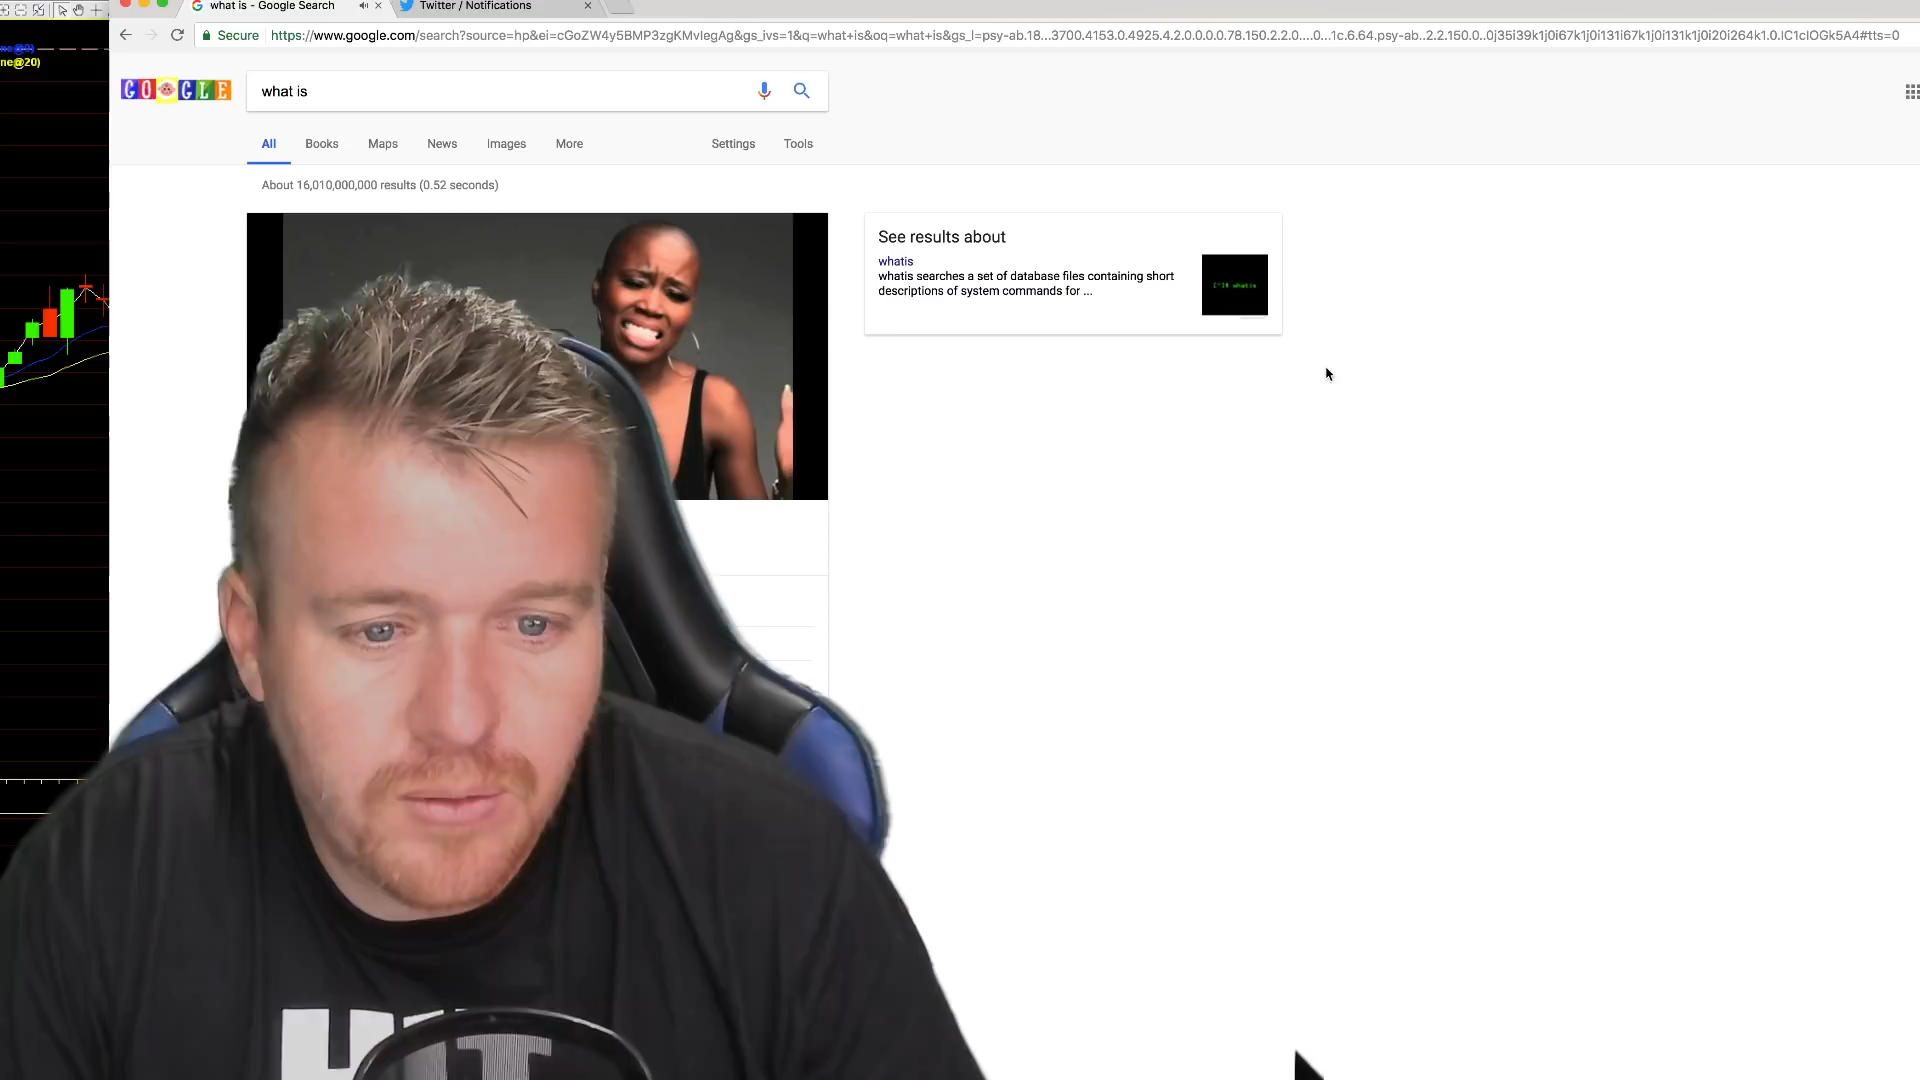 what is - Google Search
Twitter / Notifications
Secure
https://www.google.com/search?source=hp&ei=cGoZW4y5BMP3zgKMvIegAg&gs_ivs=1&q=what+is&oq=what+is&gs_l=psy-ab.18...3700.4153.0.4925.4.2.0.0.0.0.78.150.2.2.0....0...1c.6.64.psy-ab..2.2.150.0..0j35i39k1j0i67k1j0i131i67k1j0i131k1j0i20i264k1.0.lC1clOGk5A4#tts=0
ne@20)
GOOGLE
what is
All
Books
Maps
News
Images
More
Settings
Tools
About 16,010,000,000 results (0.52 seconds)
See results about
whatis
whatis searches a set of database files containing short
descriptions of system commands for ...